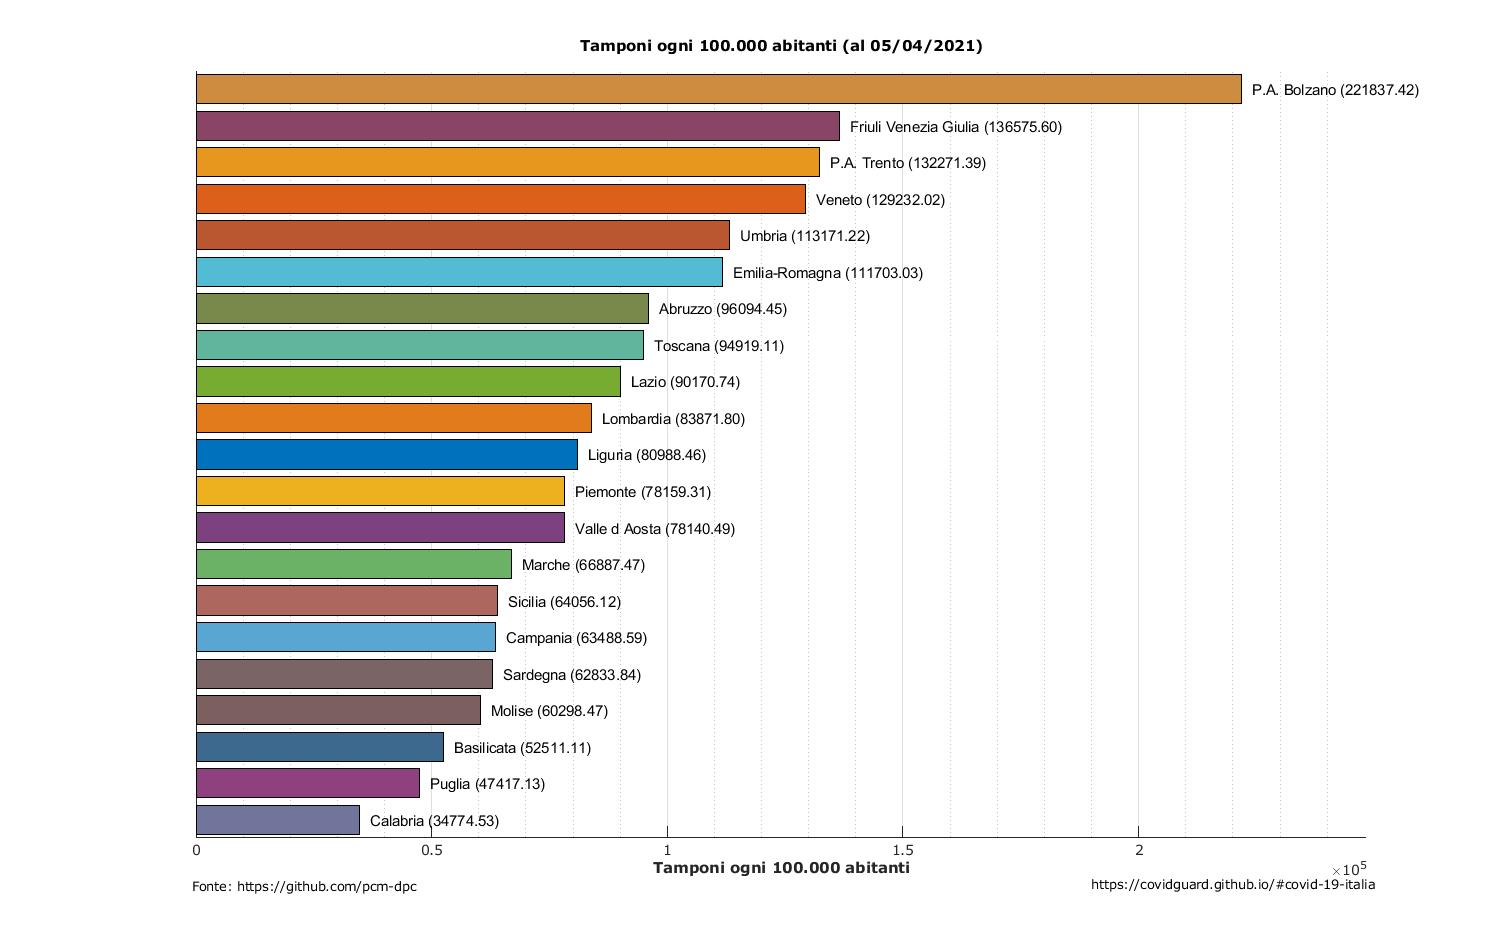 Tamponi ogni 100.000 abitanti (al 05/04/2021)
P.A. Bolzano (221837.42)
Friuli Venezia Giulia (136575.60)
P.A. Trento (132271.39)
Veneto (129232.02)
Umbria (113171.22)
Emilia-Romagna (111703.03)
Abruzzo (96094.45)
Toscana (94919.11)
Lazio (90170.74)
Lombardia (83871.80)
Liguria (80988.46)
Piemonte (78159.31)
Valle d Aosta (78140.49)
Marche (66887.47)
Sicilia (64056.12)
Campania (63488.59)
Sardegna (62833.84)
Molise (60298.47)
Basilicata (52511.11)
Puglia (47417.13)
Calabria (34774.53)
0 0.5 1 1.5 2
Tamponi ogni 100.000 abitanti
×10⁵
Fonte: https://github.com/pcm-dpc
https://covidguard.github.io/#covid-19-italia